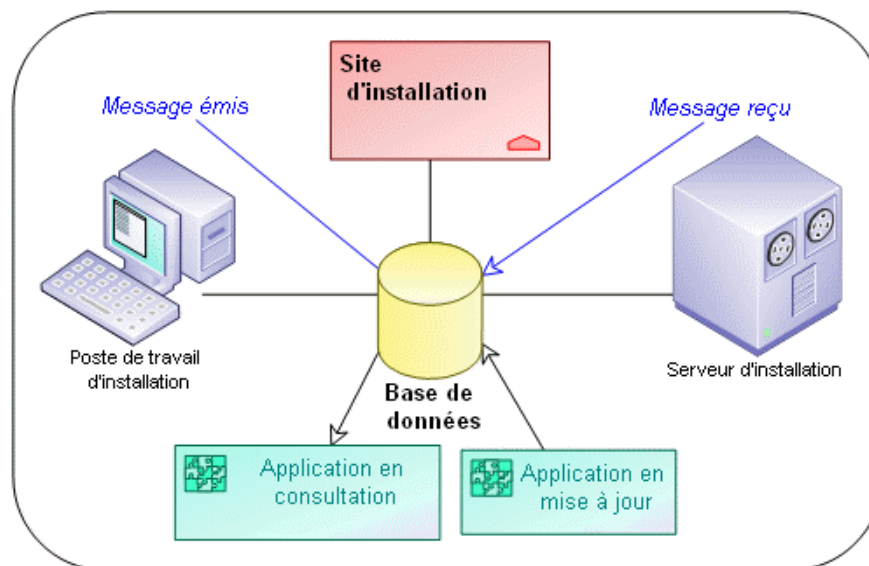 Site
d'installation
Message émis
Message reçu
Poste de travail
d'installation
Serveur d'installation
Base de
données
Application en
consultation
Application en
mise à jour